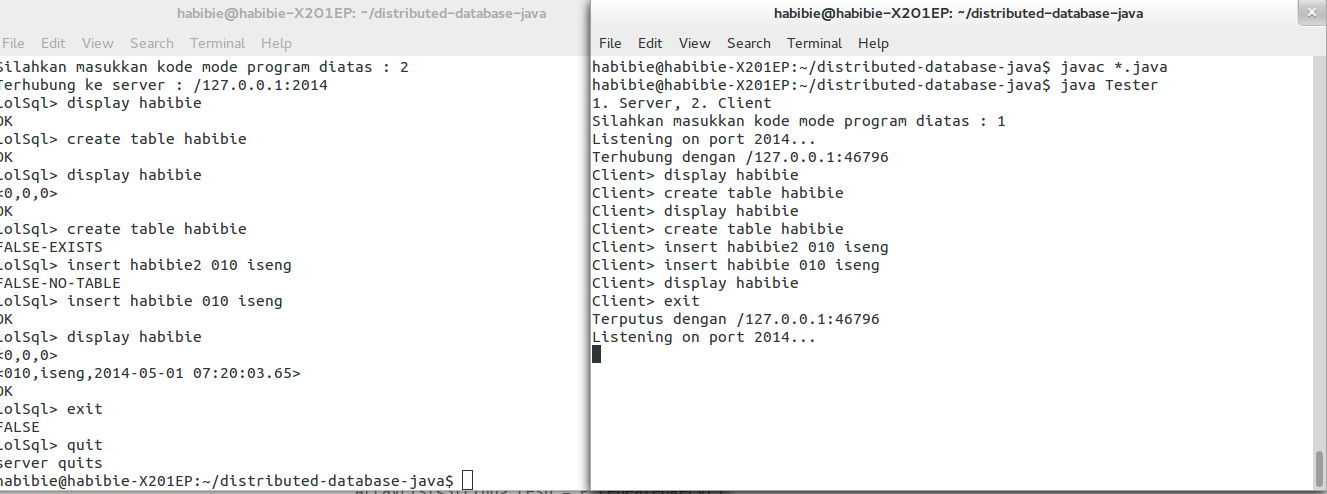 habibie@habibie-X201EP: ~/distributed-database-java
File Edit View Search Terminal Help
Silahkan masukkan kode mode program diatas : 2
Terhubung ke server : /127.0.0.1:2014
lolSql> display habibie
OK
lolSql> create table habibie
OK
lolSql> display habibie
<0,0,0>
OK
lolSql> create table habibie
FALSE-EXISTS
lolSql> insert habibie2 010 iseng
FALSE-NO-TABLE
lolSql> insert habibie 010 iseng
OK
lolSql> display habibie
<0,0,0>
<010,iseng,2014-05-01 07:20:03.65>
OK
lolSql> exit
FALSE
lolSql> quit
server quits
habibie@habibie-X201EP:~/distributed-database-java$
habibie@habibie-X201EP: ~/distributed-database-java
File Edit View Search Terminal Help
habibie@habibie-X201EP:~/distributed-database-java$ javac *.java
habibie@habibie-X201EP:~/distributed-database-java$ java Tester
1. Server, 2. Client
Silahkan masukkan kode mode program diatas : 1
Listening on port 2014...
Terhubung dengan /127.0.0.1:46796
Client> display habibie
Client> create table habibie
Client> display habibie
Client> create table habibie
Client> insert habibie2 010 iseng
Client> insert habibie 010 iseng
Client> display habibie
Client> exit
Terputus dengan /127.0.0.1:46796
Listening on port 2014...